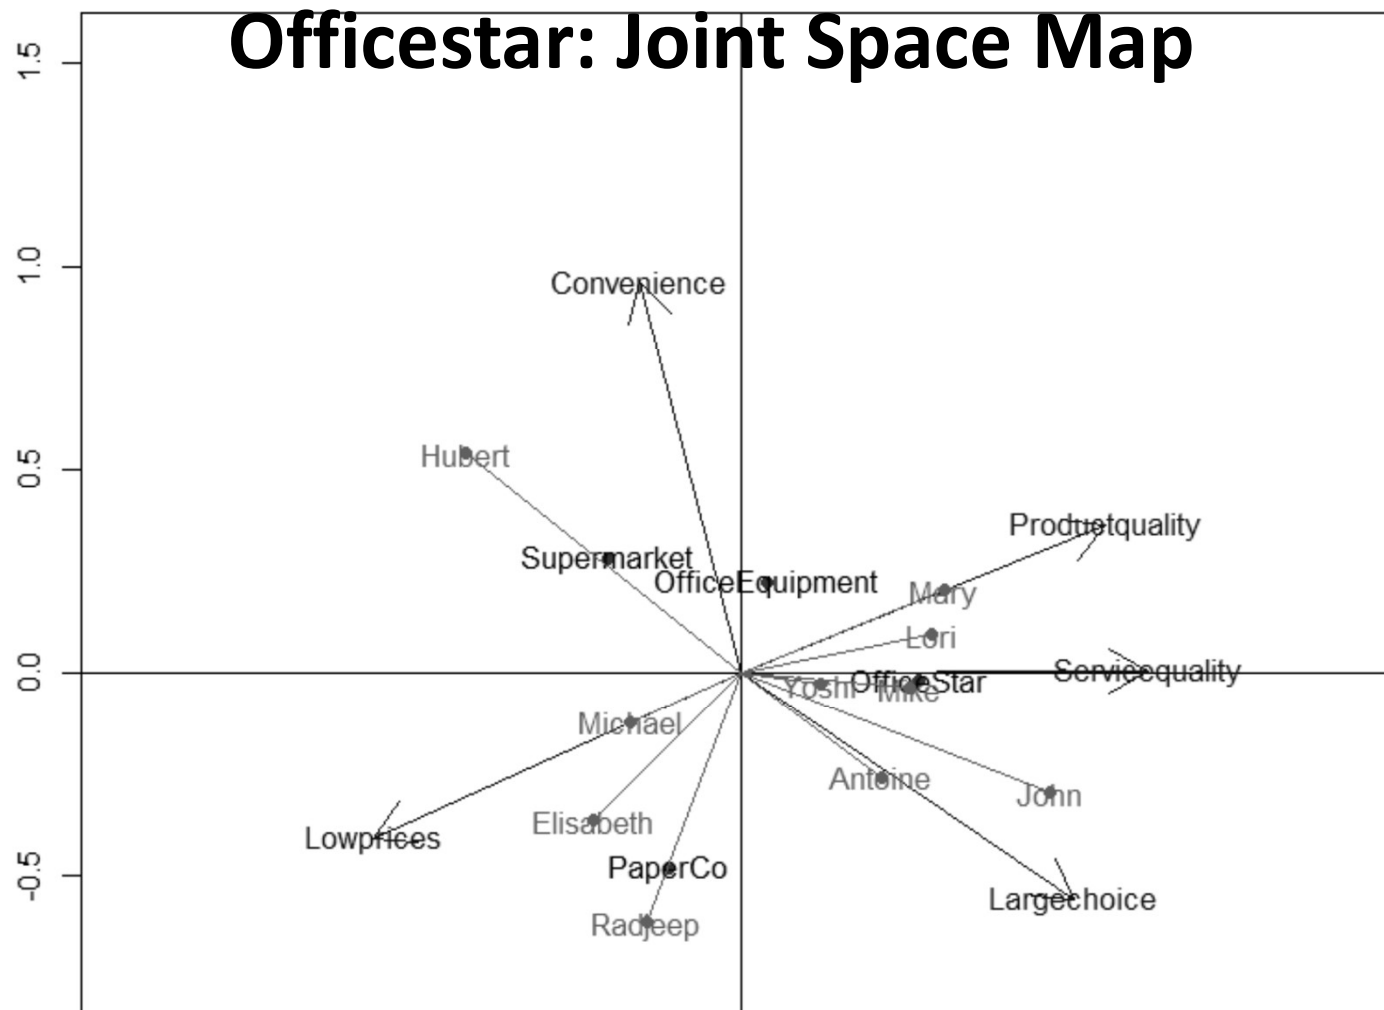 Officestar: Joint Space Map
1.5
1.0
Convenience
0.5
Hubert
Productquality
Supermarket
OfficeEquipment
Mary
Lori
0.0
Servicequality
Yoshi
OfficeStar
Mike
Michael
Antoine
John
Elisabeth
Lowprices
PaperCo
-0.5
Largechoice
Radjeep